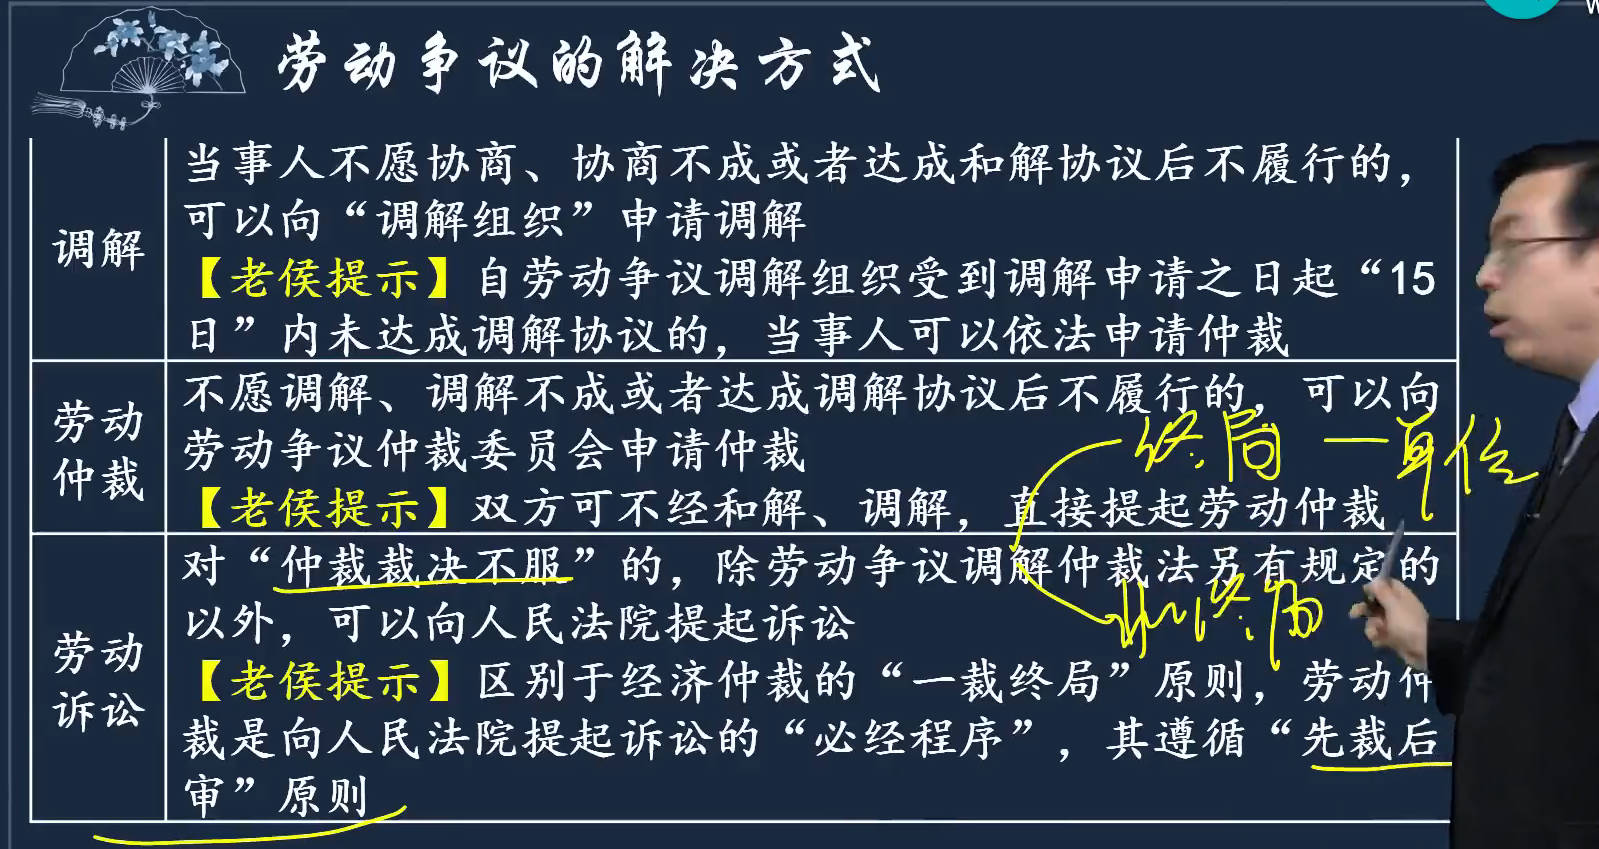 劳动争议的解决方式
调解
当事人不愿协商、协商不成或者达成和解协议后不履行的，
可以向“调解组织”申请调解
【老侯提示】自劳动争议调解组织受到调解申请之日起“15
日”内未达成调解协议的，当事人可以依法申请仲裁
劳动
仲裁
不愿调解、调解不成或者达成调解协议后不履行的，可以向
劳动争议仲裁委员会申请仲裁
【老侯提示】双方可不经和解、调解，直接提起劳动仲裁
终局 一单位
劳动
诉讼
对“仲裁裁决不服”的，除劳动争议调解仲裁法另有规定的
以外，可以向人民法院提起诉讼
非终局
【老侯提示】区别于经济仲裁的“一裁终局”原则，劳动仲
裁是向人民法院提起诉讼的“必经程序”，其遵循“先裁后
审”原则